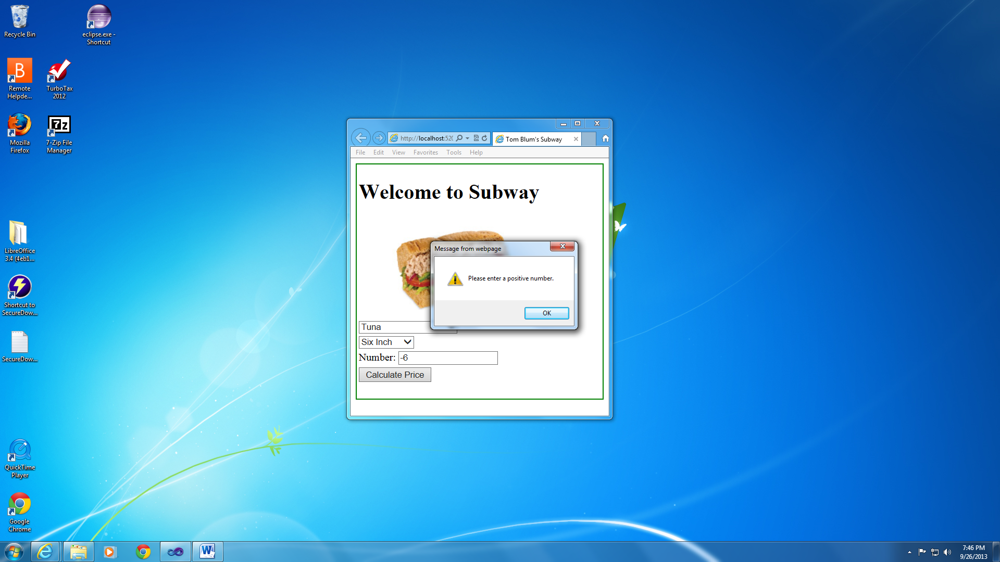 Recycle Bin
eclipse.exe -
Shortcut
B
Remote
Helpde...
TurboTax
2012
Mozilla
Firefox
7z
7-Zip File
Manager
LibreOffice
3.4 (4eb1...
Shortcut to
SecureDow...
SecureDow...
QuickTime
Player
Google
Chrome
http://localhost:520
Tom Blum's Subway
File Edit View Favorites Tools Help
Welcome to Subway
Message from webpage
Please enter a positive number.
OK
Tuna
Six Inch
Number: -6
Calculate Price
W
7:46 PM
9/26/2013